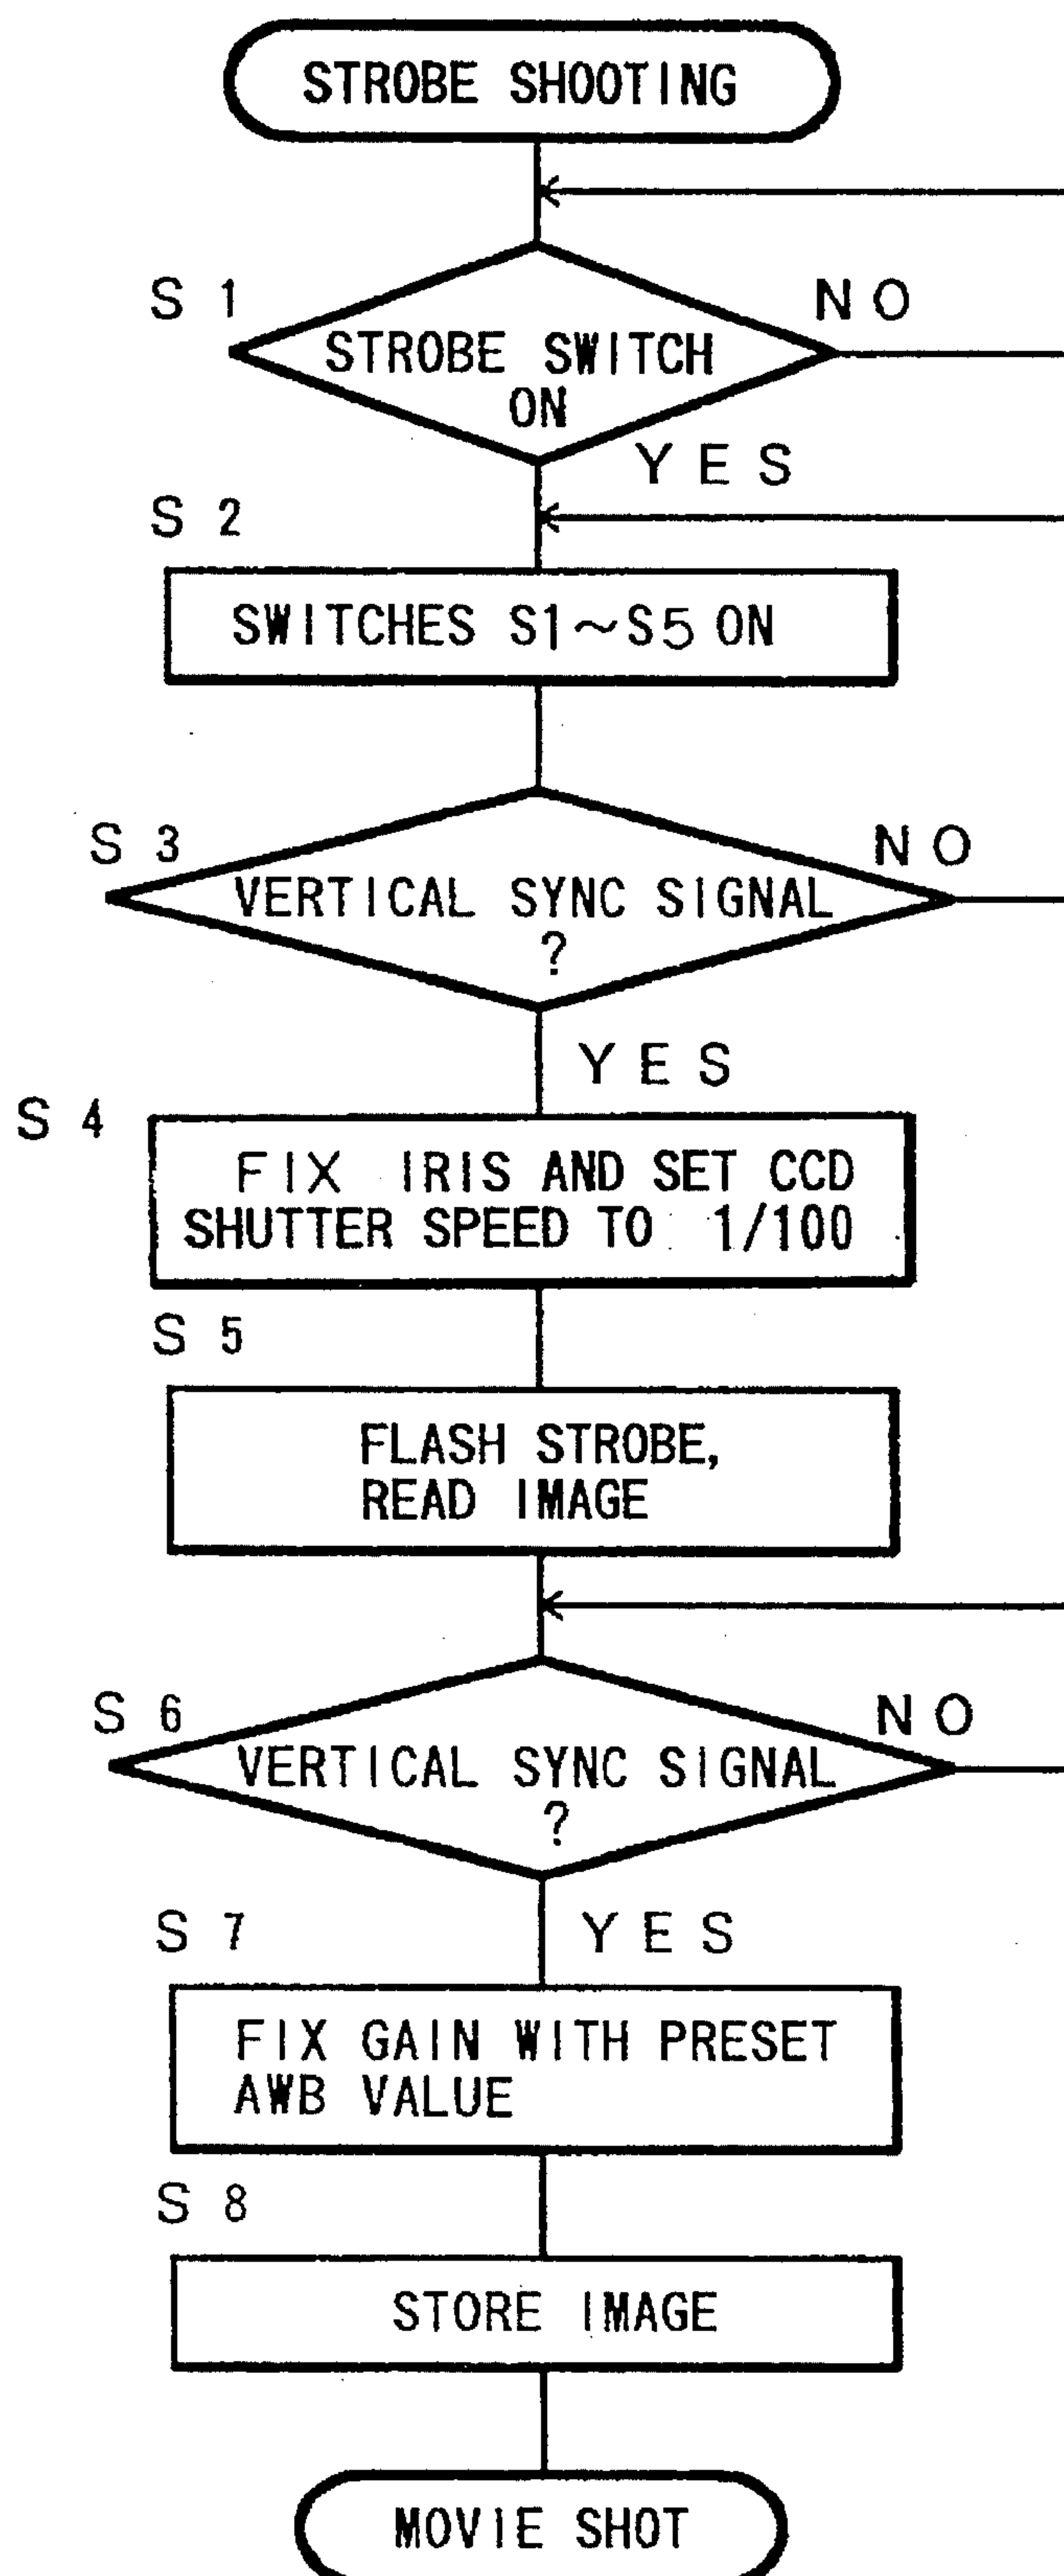 STROBE SHOOTING
S 1
NO
STROBE SWITCH
ON
YES
S 2
SWITCHES S1~S5 ON
S 3
NO
VERTICAL SYNC SIGNAL
?
YES
S 4
FIX IRIS AND SET CCD
SHUTTER SPEED TO 1/100
S 5
FLASH STROBE,
READ IMAGE
S 6
NO
VERTICAL SYNC SIGNAL
?
S 7
YES
FIX GAIN WITH PRESET
AWB VALUE
S 8
STORE IMAGE
MOVIE SHOT